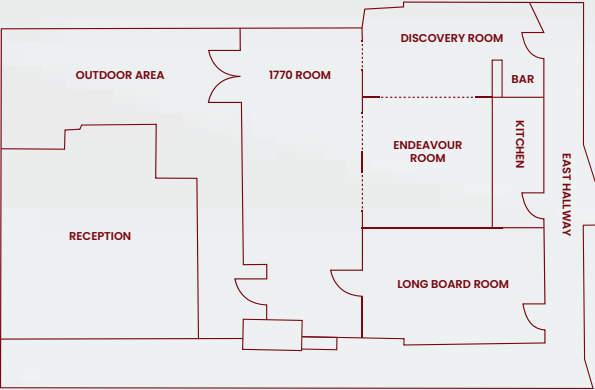 DISCOVERY ROOM
OUTDOOR AREA
1770 ROOM
BAR
ENDEAVOUR
ROOM
KITCHEN
EAST HALLWAY
RECEPTION
LONG BOARD ROOM